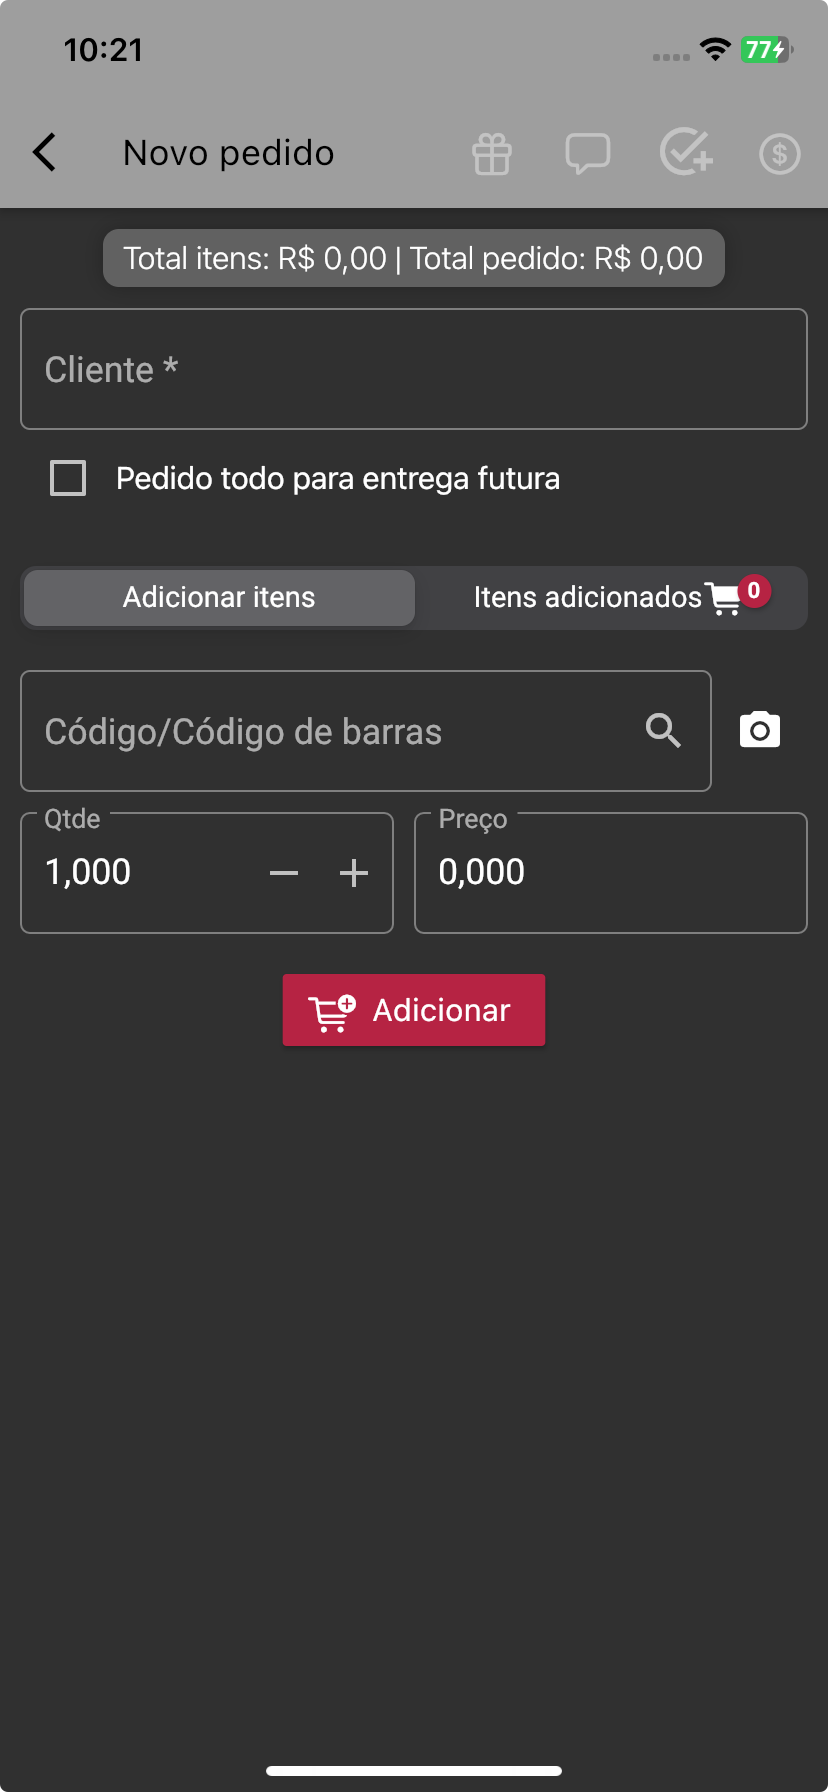 10:21
77
Novo pedido
$
Total itens: R$ 0,00 | Total pedido: R$ 0,00
Cliente *
Pedido todo para entrega futura
Adicionar itens
Itens adicionados 0
Código/Código de barras
Qtde
Preço
1,000
0,000
Adicionar